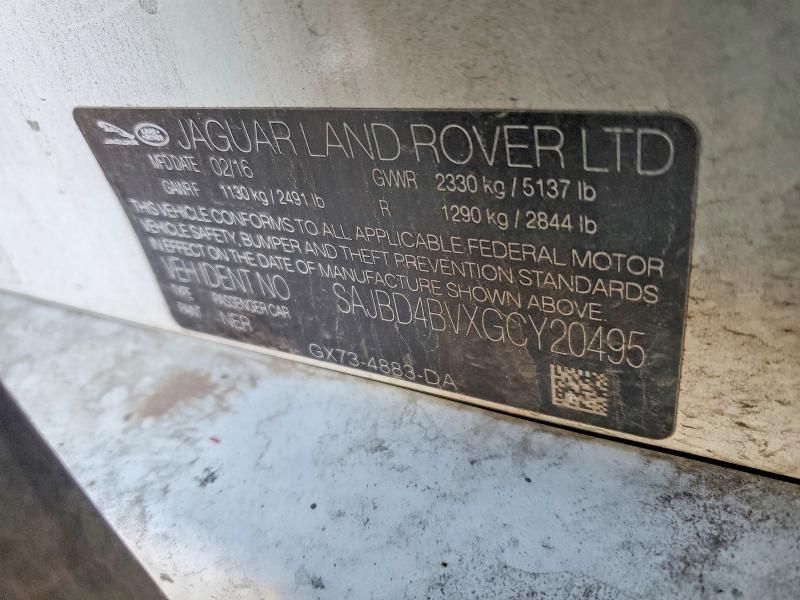 JAGUAR LAND-ROVER JAGUAR LAND ROVER LTD
MFD DATE 02/16 GVWR 2330 kg / 5137 lb
GAWR F 1130 kg / 2491 lb R 1290 kg / 2844 lb
THIS VEHICLE CONFORMS TO ALL APPLICABLE FEDERAL MOTOR
VEHICLE SAFETY, BUMPER AND THEFT PREVENTION STANDARDS
IN EFFECT ON THE DATE OF MANUFACTURE SHOWN ABOVE
VEH IDENT NO SAJBD4BVXGCY20495
TYPE PASSENGER CAR
PAINT NER
GX73-4883-DA